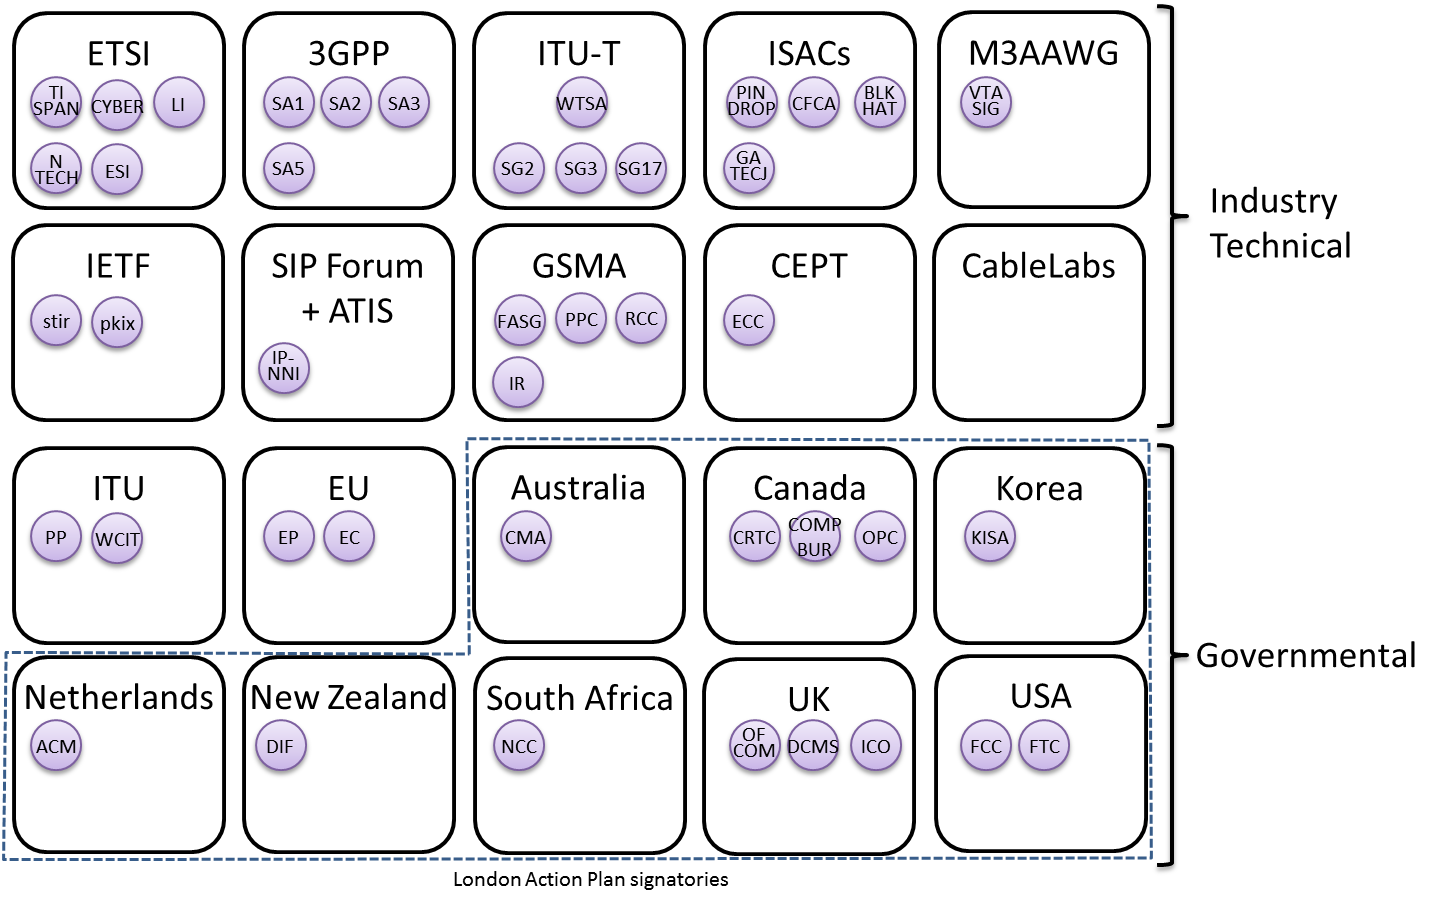 ETSI
TI
SPAN
CYBER
LI
N
TECH
ESI
3GPP
SA1
SA2
SA3
SA5
ITU-T
WTSA
SG2
SG3
SG17
ISACs
PIN
DROP
CFCA
BLK
HAT
GA
TECJ
M3AAWG
VTA
SIG
Industry
Technical
IETF
stir
pkix
SIP Forum
+ ATIS
IP-
NNI
GSMA
FASG
PPC
RCC
IR
CEPT
ECC
CableLabs
ITU
PP
WCIT
EU
EP
EC
Australia
CMA
Canada
CRTC
COMP
BUR
OPC
Korea
KISA
Governmental
Netherlands
ACM
New Zealand
DIF
South Africa
NCC
UK
OF
COM
DCMS
ICO
USA
FCC
FTC
London Action Plan signatories